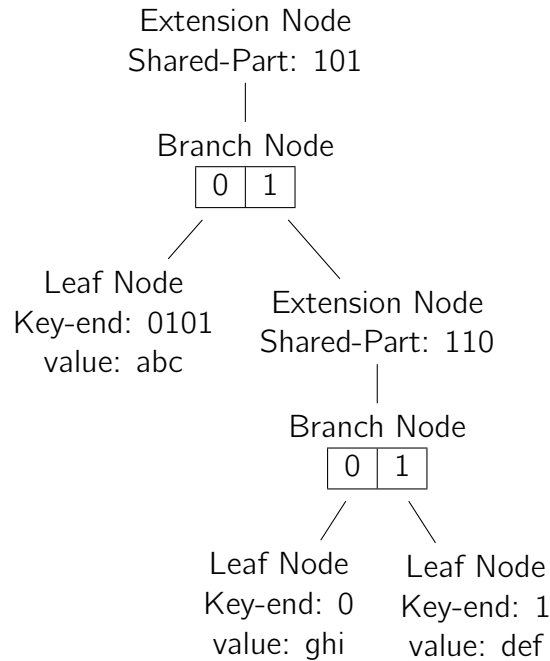 Extension Node
Shared-Part: 101
Branch Node
0 1
Leaf Node
Key-end: 0101
value: abc
Extension Node
Shared-Part: 110
Branch Node
0 1
Leaf Node
Key-end: 0
value: ghi
Leaf Node
Key-end: 1
value: def